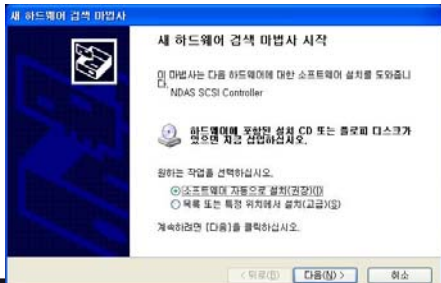 새 하드웨어 검색 마법사
새 하드웨어 검색 마법사 시작
이 마법사는 다음 하드웨어에 대한 소프트웨어 설치를 도와줍니
다.
NDAS SCSI Controller
하드웨어에 포함된 설치 CD 또는 플로피 디스크가
있으면 지금 삽입하십시오.
원하는 작업을 선택하십시오.
소프트웨어 자동으로 설치(권장)(I)
목록 또는 특정 위치에서 설치(고급)(S)
계속하려면 [다음]을 클릭하십시오.
< 뒤로(B) 다음(N) > 취소